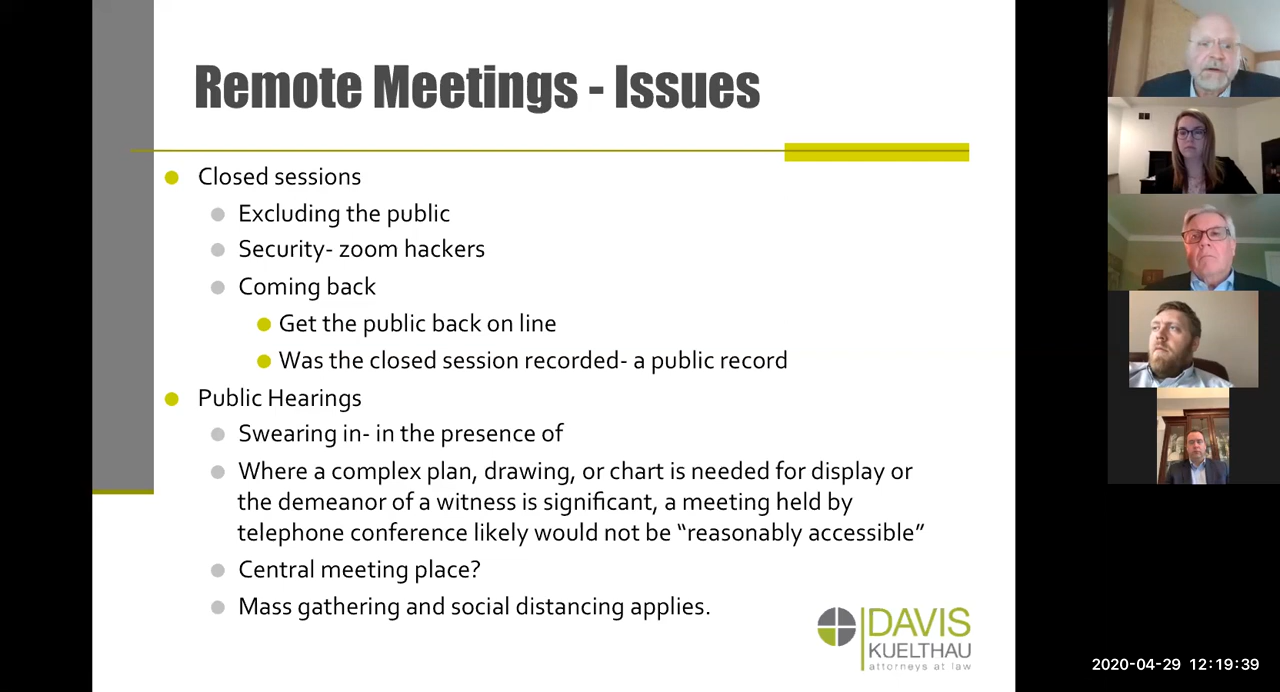 Remote Meetings - Issues
Closed sessions
Excluding the public
Security- zoom hackers
Coming back
Get the public back on line
Was the closed session recorded- a public record
Public Hearings
Swearing in- in the presence of
Where a complex plan, drawing, or chart is needed for display or
the demeanor of a witness is significant, a meeting held by
telephone conference likely would not be “reasonably accessible”
Central meeting place?
Mass gathering and social distancing applies.
DAVIS
KUELTHAU
attorneys at law
2020-04-29 12:19:39